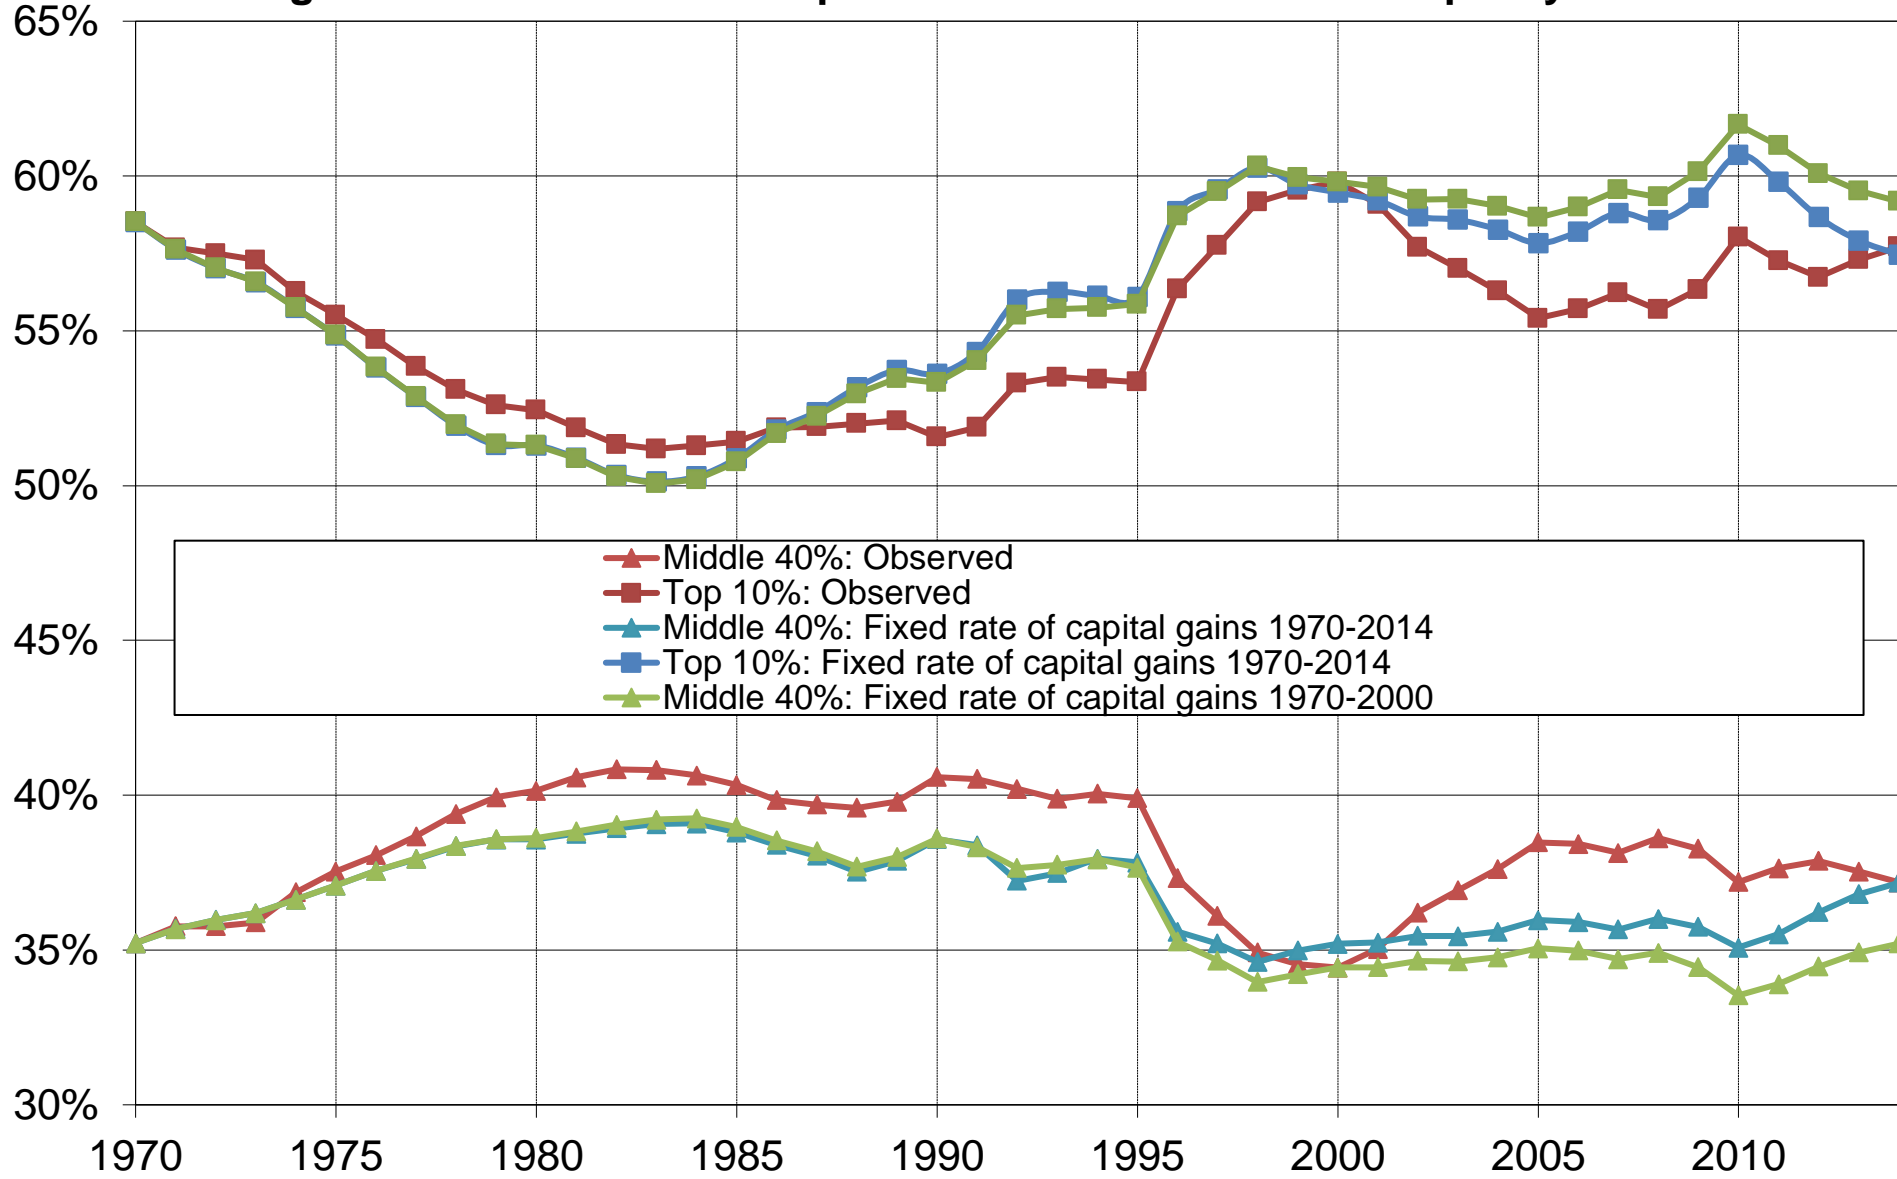 65%
60%
55%
50%
45%
40%
35%
30%
Middle 40%: Observed
Top 10%: Observed
Middle 40%: Fixed rate of capital gains 1970-2014
Top 10%: Fixed rate of capital gains 1970-2014
Middle 40%: Fixed rate of capital gains 1970-2000
1970 1975 1980 1985 1990 1995 2000 2005 2010